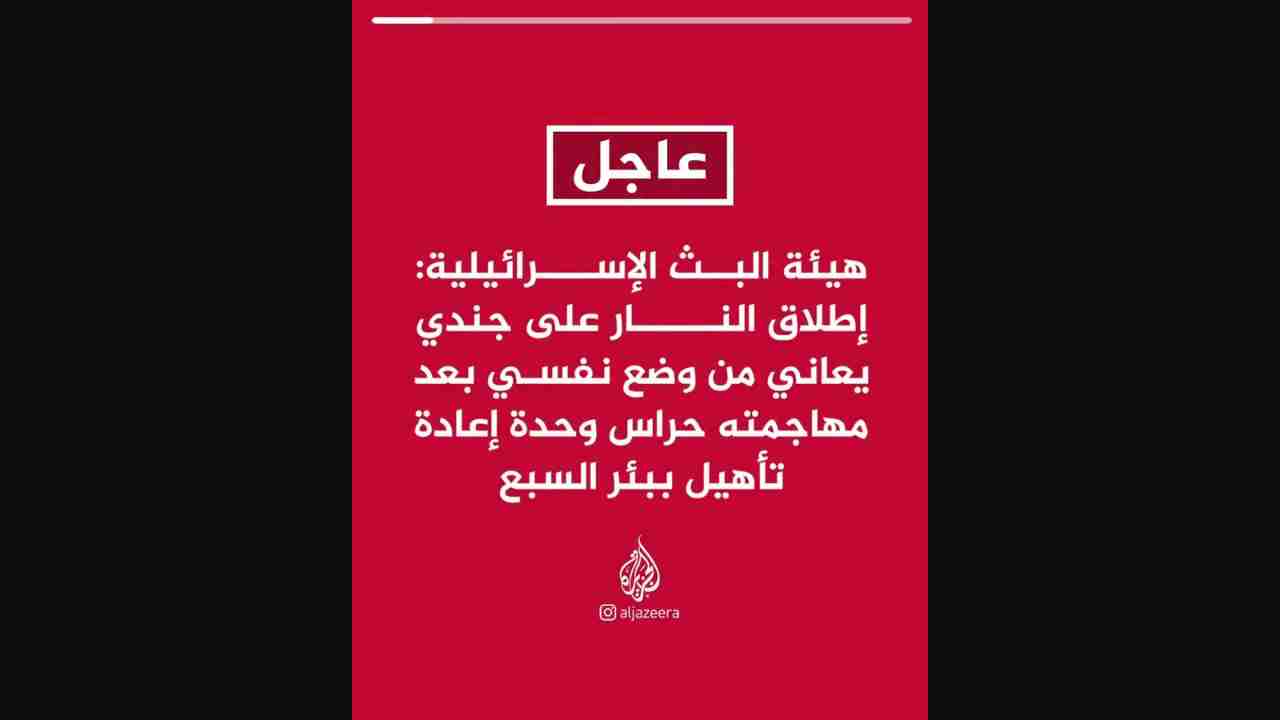 عاجل
هيئة البث الإسرائيلية:
إطلاق النار على جندي
يعاني من وضع نفسي بعد
مهاجمته حراس وحدة إعادة
تأهيل ببئر السبع
الجزيرة
aljazeera